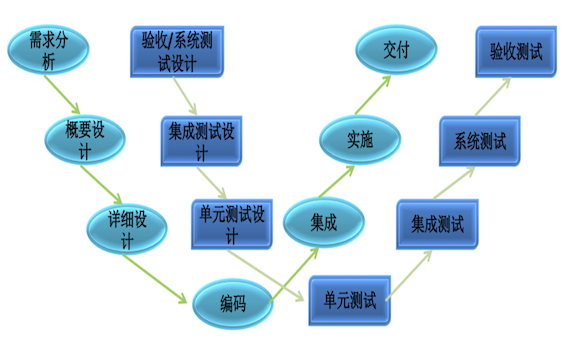 需求分
析
验收/系统测
试设计
交付
验收测试
概要设
计
集成测试设
计
实施
系统测试
详细设
计
单元测试设
计
集成
集成测试
编码
单元测试